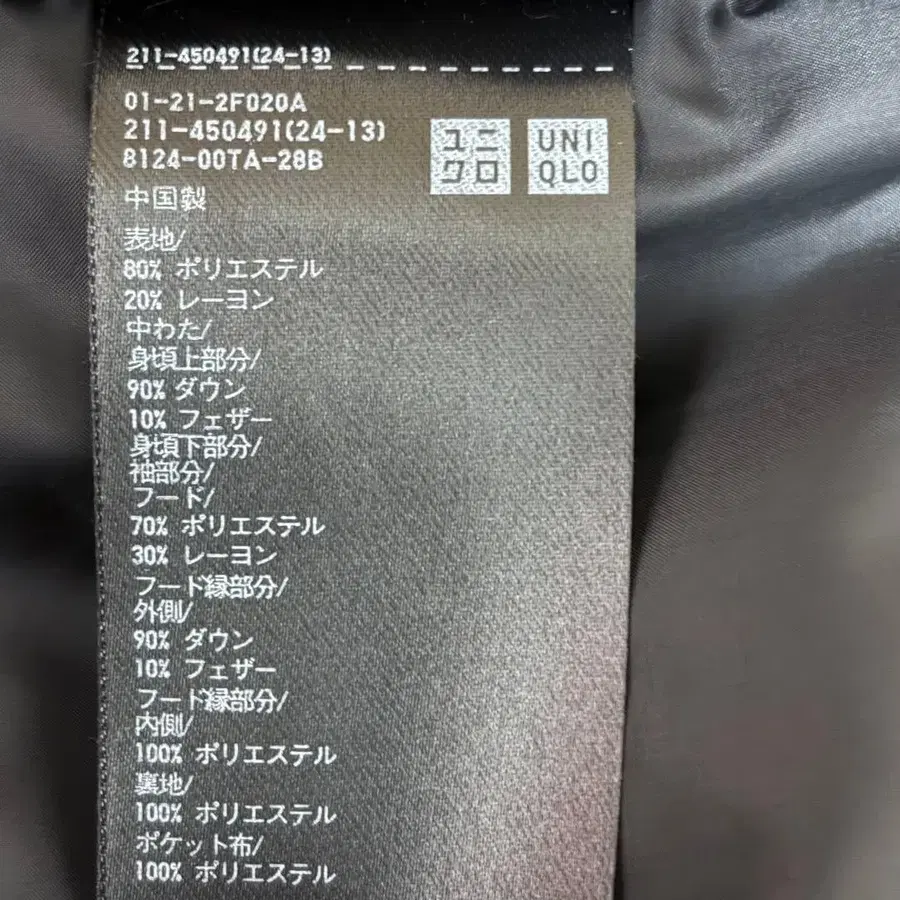 211-450491(24-13)
01-21-2F020A
211-450491(24-13)
8124-00TA-28B
ユニ
クロ
UNI
QLO
中国製
表地/
80% ポリエステル
20% レーヨン
中わた/
身頃上部分/
90% ダウン
10% フェザー
身頃下部分/
袖部分/
フード/
70% ポリエステル
30% レーヨン
フード縁部分/
外側/
90% ダウン
10% フェザー
フード縁部分/
内側/
100% ポリエステル
裏地/
100% ポリエステル
ポケット布/
100% ポリエステル